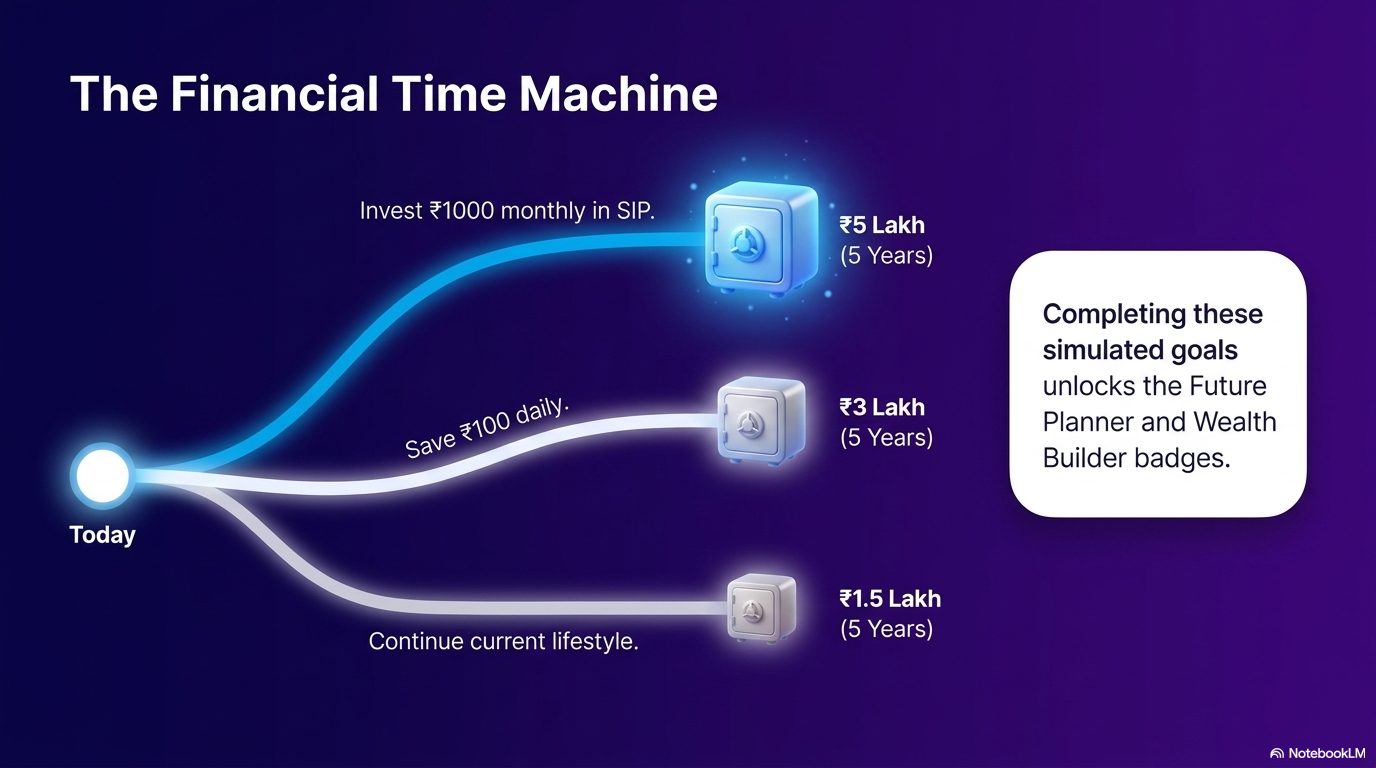 The Financial Time Machine
Invest ₹1000 monthly in SIP.
₹5 Lakh
(5 Years)
Save ₹100 daily.
₹3 Lakh
(5 Years)
Today
Continue current lifestyle.
₹1.5 Lakh
(5 Years)
Completing these
simulated goals
unlocks the Future
Planner and Wealth
Builder badges.
NotebookLM